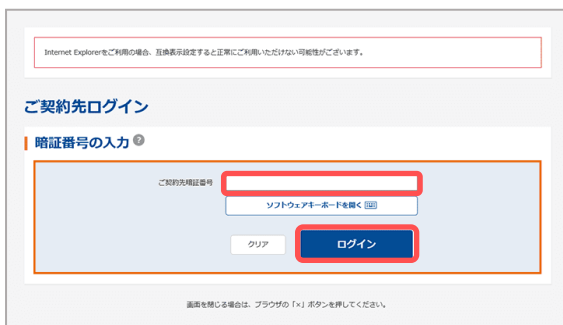 Internet Explorerをご利用の場合、互換表示設定すると正常にご利用いただけない可能性がございます。
ご契約先ログイン
暗証番号の入力 ?
ご契約先暗証番号
ソフトウェアキーボードを開く
クリア
ログイン
画面を閉じる場合は、ブラウザの「×」ボタンを押してください。